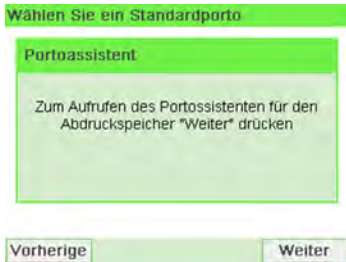 Wählen Sie ein Standardporto
Portoassistent
Zum Aufrufen des Portossistenten für den
Abdruckspeicher "Weiter" drücken
Vorherige
Weiter